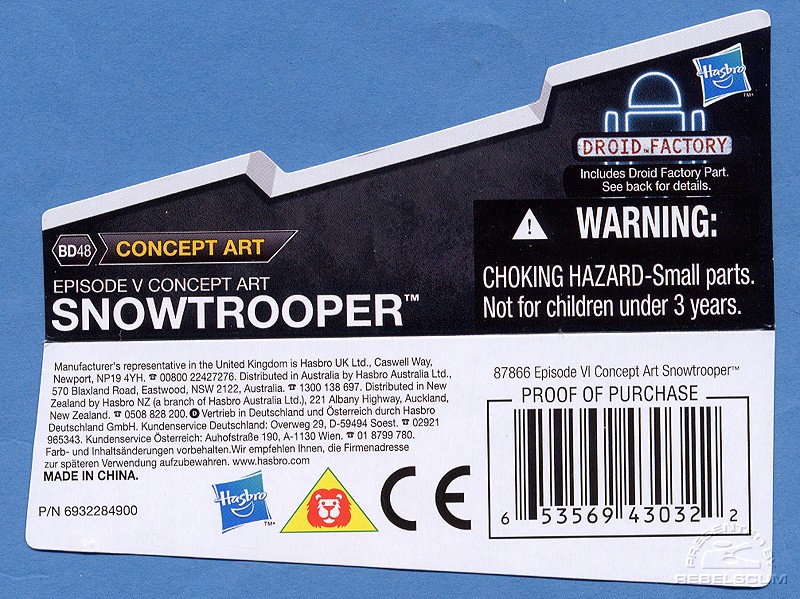 Hasbro
TM®
DROID FACTORY
Includes Droid Factory Part.
See back for details.
BD48 CONCEPT ART
EPISODE V CONCEPT ART
SNOWTROOPER™
WARNING:
CHOKING HAZARD-Small parts.
Not for children under 3 years.
Manufacturer's representative in the United Kingdom is Hasbro UK Ltd., Caswell Way,
Newport, NP19 4YH. ☎ 00800 22427276. Distributed in Australia by Hasbro Australia Ltd.,
570 Blaxland Road, Eastwood, NSW 2122, Australia. ☎ 1300 138 697. Distributed in New
Zealand by Hasbro NZ (a branch of Hasbro Australia Ltd.), 221 Albany Highway, Auckland,
New Zealand. ☎ 0508 828 200. D Vertrieb in Deutschland und Österreich durch Hasbro
Deutschland GmbH. Kundenservice Deutschland: Overweg 29, D-59494 Soest. ☎ 02921
965343. Kundenservice Österreich: Auhofstraße 190, A-1130 Wien. ☎ 01 8799 780.
Farb- und Inhaltsänderungen vorbehalten.Wir empfehlen Ihnen, die Firmenadresse
zur späteren Verwendung aufzubewahren. www.hasbro.com
MADE IN CHINA.
P/N 6932284900
Hasbro
TM®
CE
87866 Episode VI Concept Art Snowtrooper™
PROOF OF PURCHASE
6 53569 43032 2
PRESENTED BY
REBELSCUM